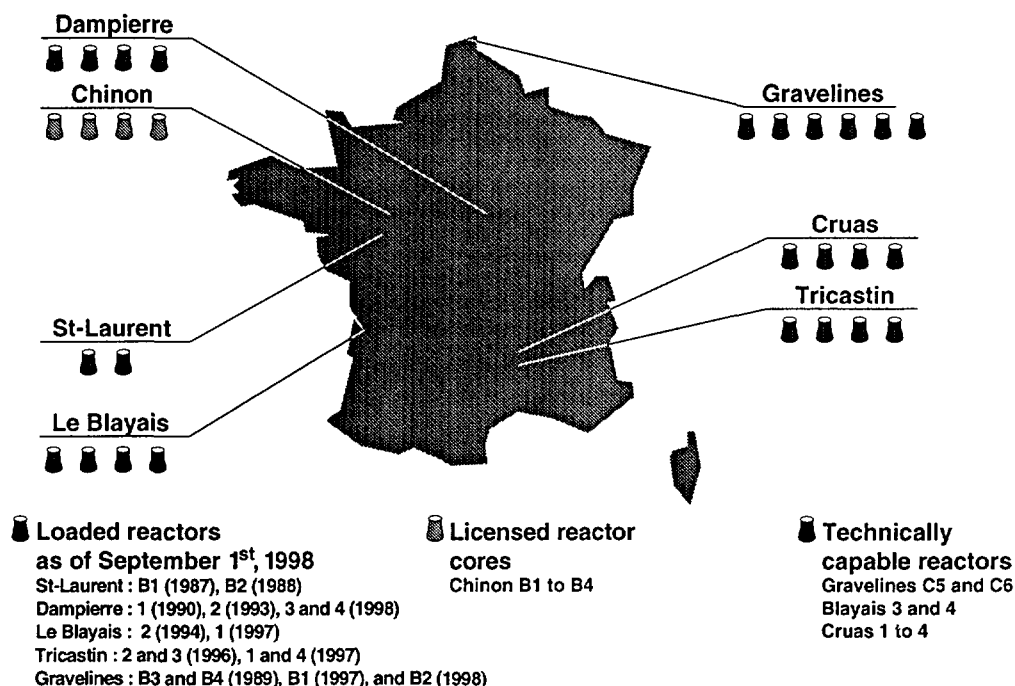 Dampierre
Chinon
Gravelines
Cruas
Tricastin
St-Laurent
Le Blayais
Loaded reactors
as of September 1st, 1998
St-Laurent : B1 (1987), B2 (1988)
Dampierre : 1 (1990), 2 (1993), 3 and 4 (1998)
Le Blayais : 2 (1994), 1 (1997)
Tricastin : 2 and 3 (1996), 1 and 4 (1997)
Gravelines : B3 and B4 (1989), B1 (1997), and B2 (1998)
Licensed reactor
cores
Chinon B1 to B4
Technically
capable reactors
Gravelines C5 and C6
Blayais 3 and 4
Cruas 1 to 4